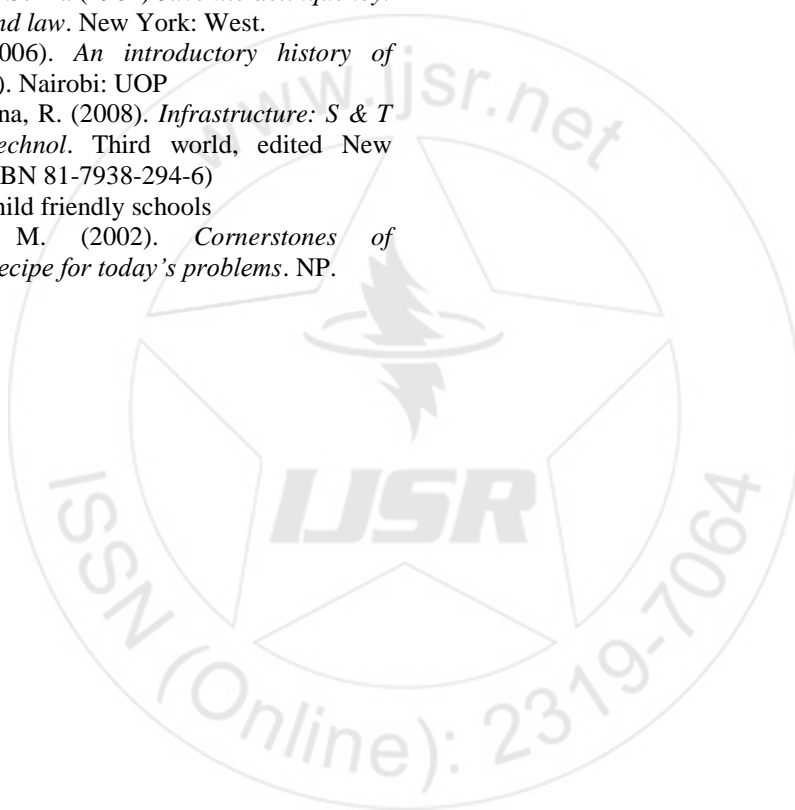 nd law. New York: West.
006). An introductory history of
). Nairobi: UOP
na, R. (2008). Infrastructure: S & T
echnol. Third world, edited New
BN 81-7938-294-6)
hild friendly schools
M. (2002). Cornerstones of
ecipe for today's problems. NP.
www.ijsr.net
IJSR
ISSN (Online): 2319-7064